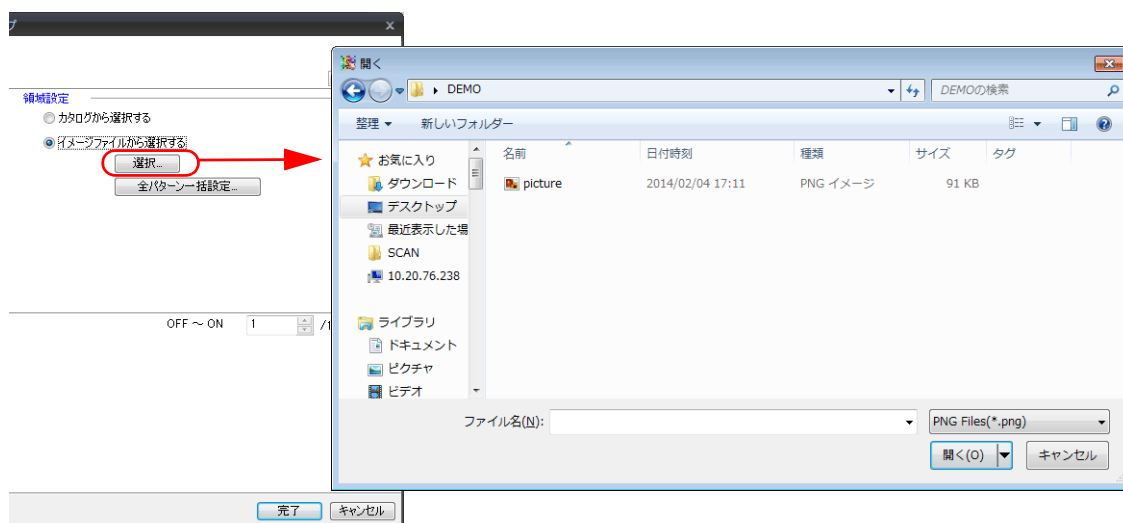 プ
領域設定
カタログから選択する
イメージファイルから選択する
選択...
全パターン一括設定...
OFF ～ ON 1 /1
完了 キャンセル
開く
DEMO
DEMOの検索
整理 新しいフォルダー
お気に入り
ダウンロード
デスクトップ
最近表示した場
SCAN
10.20.76.238
ライブラリ
ドキュメント
ピクチャ
ビデオ
名前 日付時刻 種類 サイズ タグ
picture 2014/02/04 17:11 PNG イメージ 91 KB
ファイル名(N): PNG Files(*.png)
開く(O) キャンセル